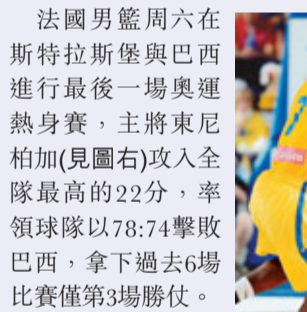 法國男籃周六在
斯特拉斯堡與巴西
進行最後一場奧運
熱身賽，主將東尼
柏加(見圖右)攻入全
隊最高的22分，率
領球隊以78:74擊敗
巴西，拿下過去6場
比賽僅第3場勝仗。